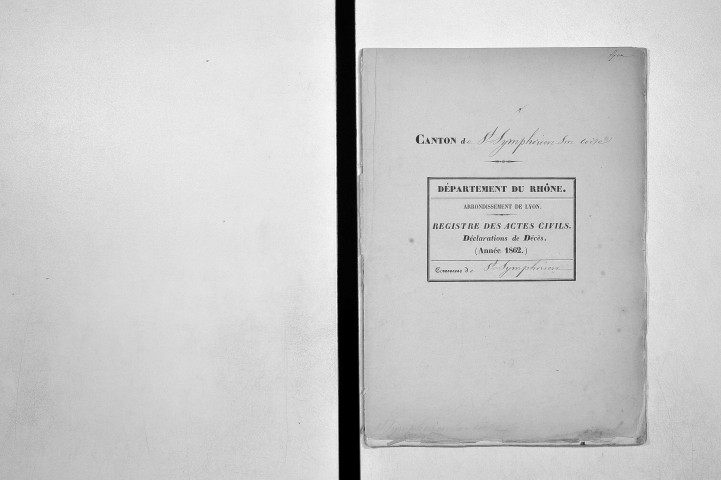 CANTON de St Symphorien Sur Coise
DÉPARTEMENT DU RHÔNE.
ARRONDISSEMENT DE LYON.
REGISTRE DES ACTES CIVILS.
Déclarations de Décès.
(Année 1862.)
Commune de St Symphorien